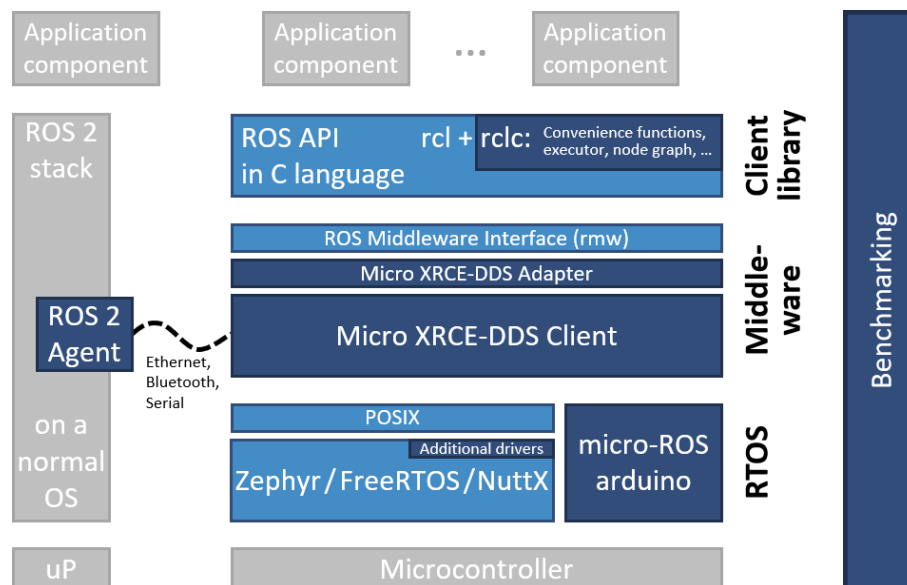 Application
component
Application
component
...
Application
component
ROS 2
stack
ROS 2
Agent
on a
normal
OS
uP
Ethernet,
Bluetooth,
Serial
ROS API
in C language
rcl + rclc:
Convenience functions,
executor, node graph, ...
Client
library
ROS Middleware Interface (rmw)
Micro XRCE-DDS Adapter
Micro XRCE-DDS Client
Middle-
ware
POSIX
Additional drivers
Zephyr/FreeRTOS/NuttX
micro-ROS
arduino
RTOS
Microcontroller
Benchmarking